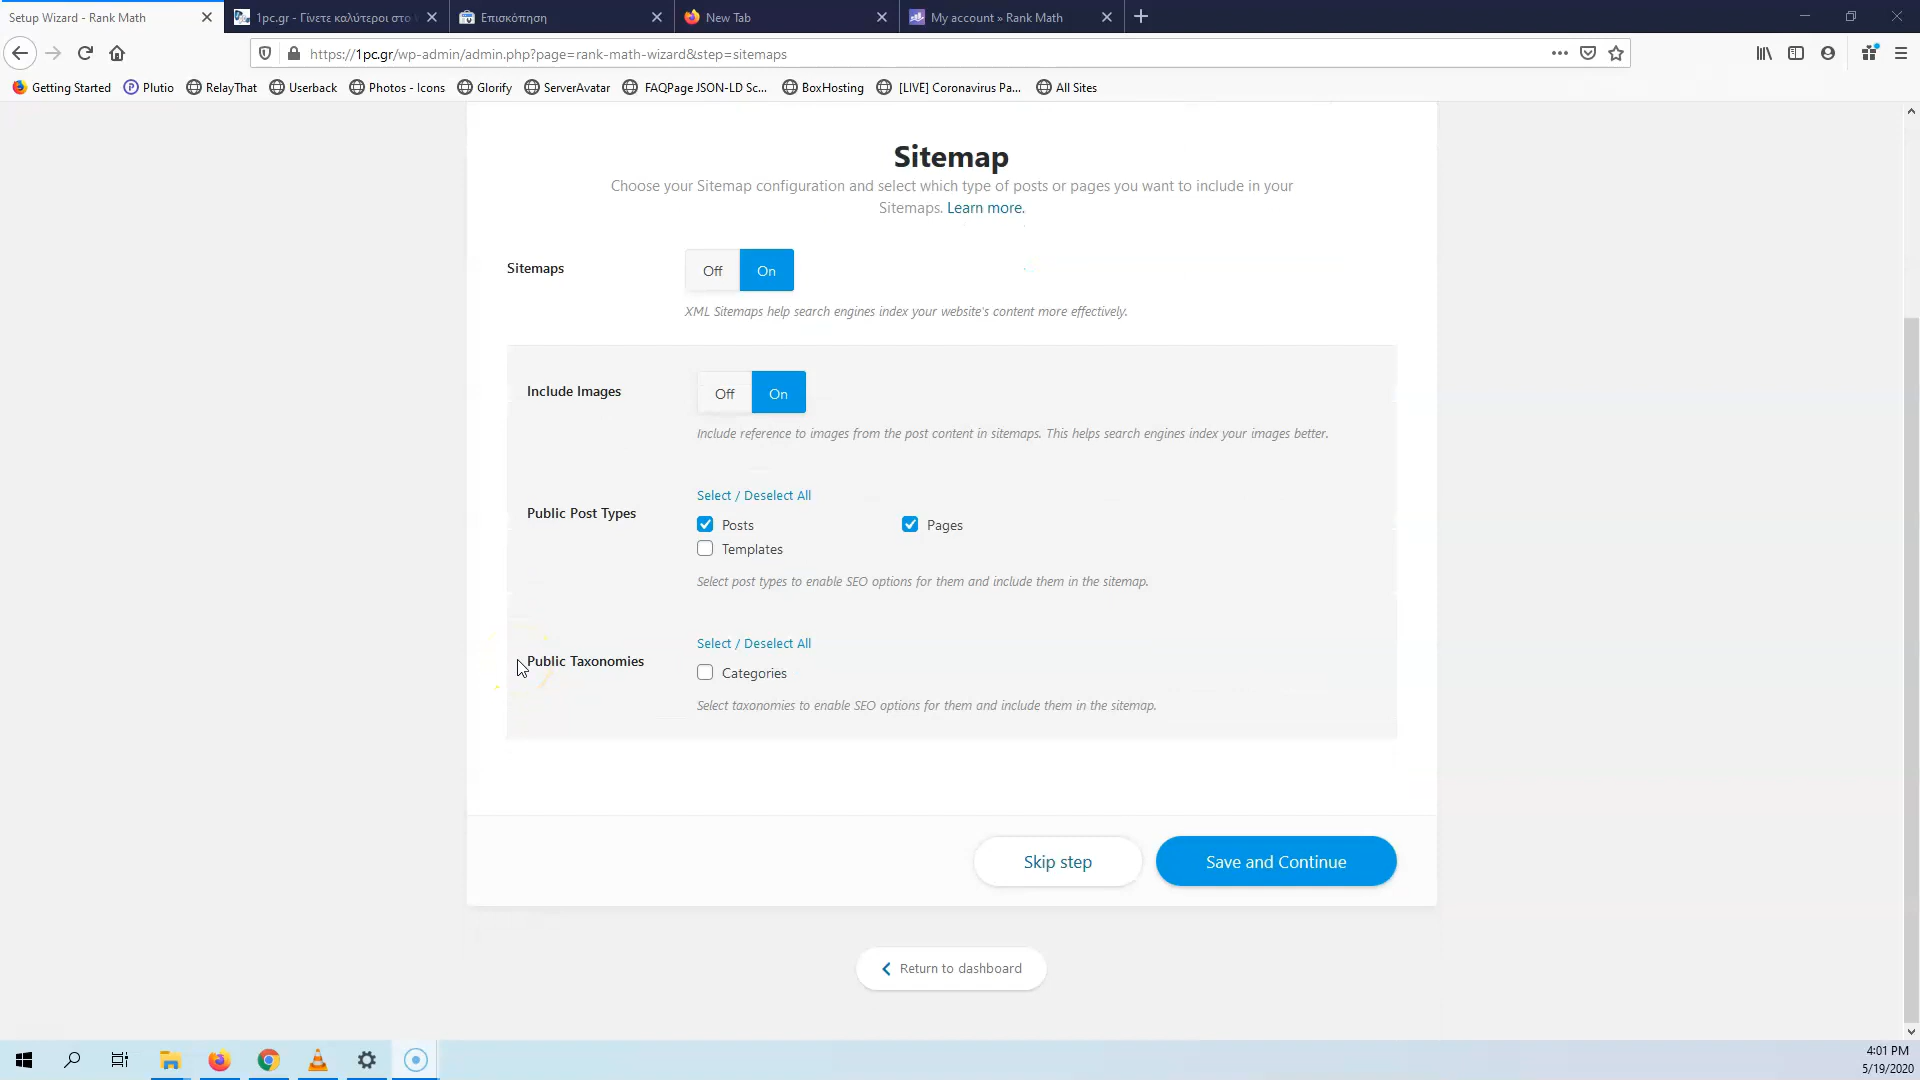 Setup Wizard - Rank Math
1pc.gr - Γίνετε καλύτεροι στο
Επισκόπηση
New Tab
My account » Rank Math
https://1pc.gr/wp-admin/admin.php?page=rank-math-wizard&step=sitemaps
Getting Started
Plutio
RelayThat
Userback
Photos - Icons
Glorify
ServerAvatar
FAQPage JSON-LD Sc...
BoxHosting
[LIVE] Coronavirus Pa...
All Sites
Sitemap
Choose your Sitemap configuration and select which type of posts or pages you want to include in your
Sitemaps. Learn more.
Sitemaps
Off On
XML Sitemaps help search engines index your website's content more effectively.
Include Images
Off On
Include reference to images from the post content in sitemaps. This helps search engines index your images better.
Public Post Types
Select / Deselect All
Posts Pages
Templates
Select post types to enable SEO options for them and include them in the sitemap.
Public Taxonomies
Select / Deselect All
Categories
Select taxonomies to enable SEO options for them and include them in the sitemap.
Skip step
Save and Continue
Return to dashboard
4:01 PM
5/19/2020